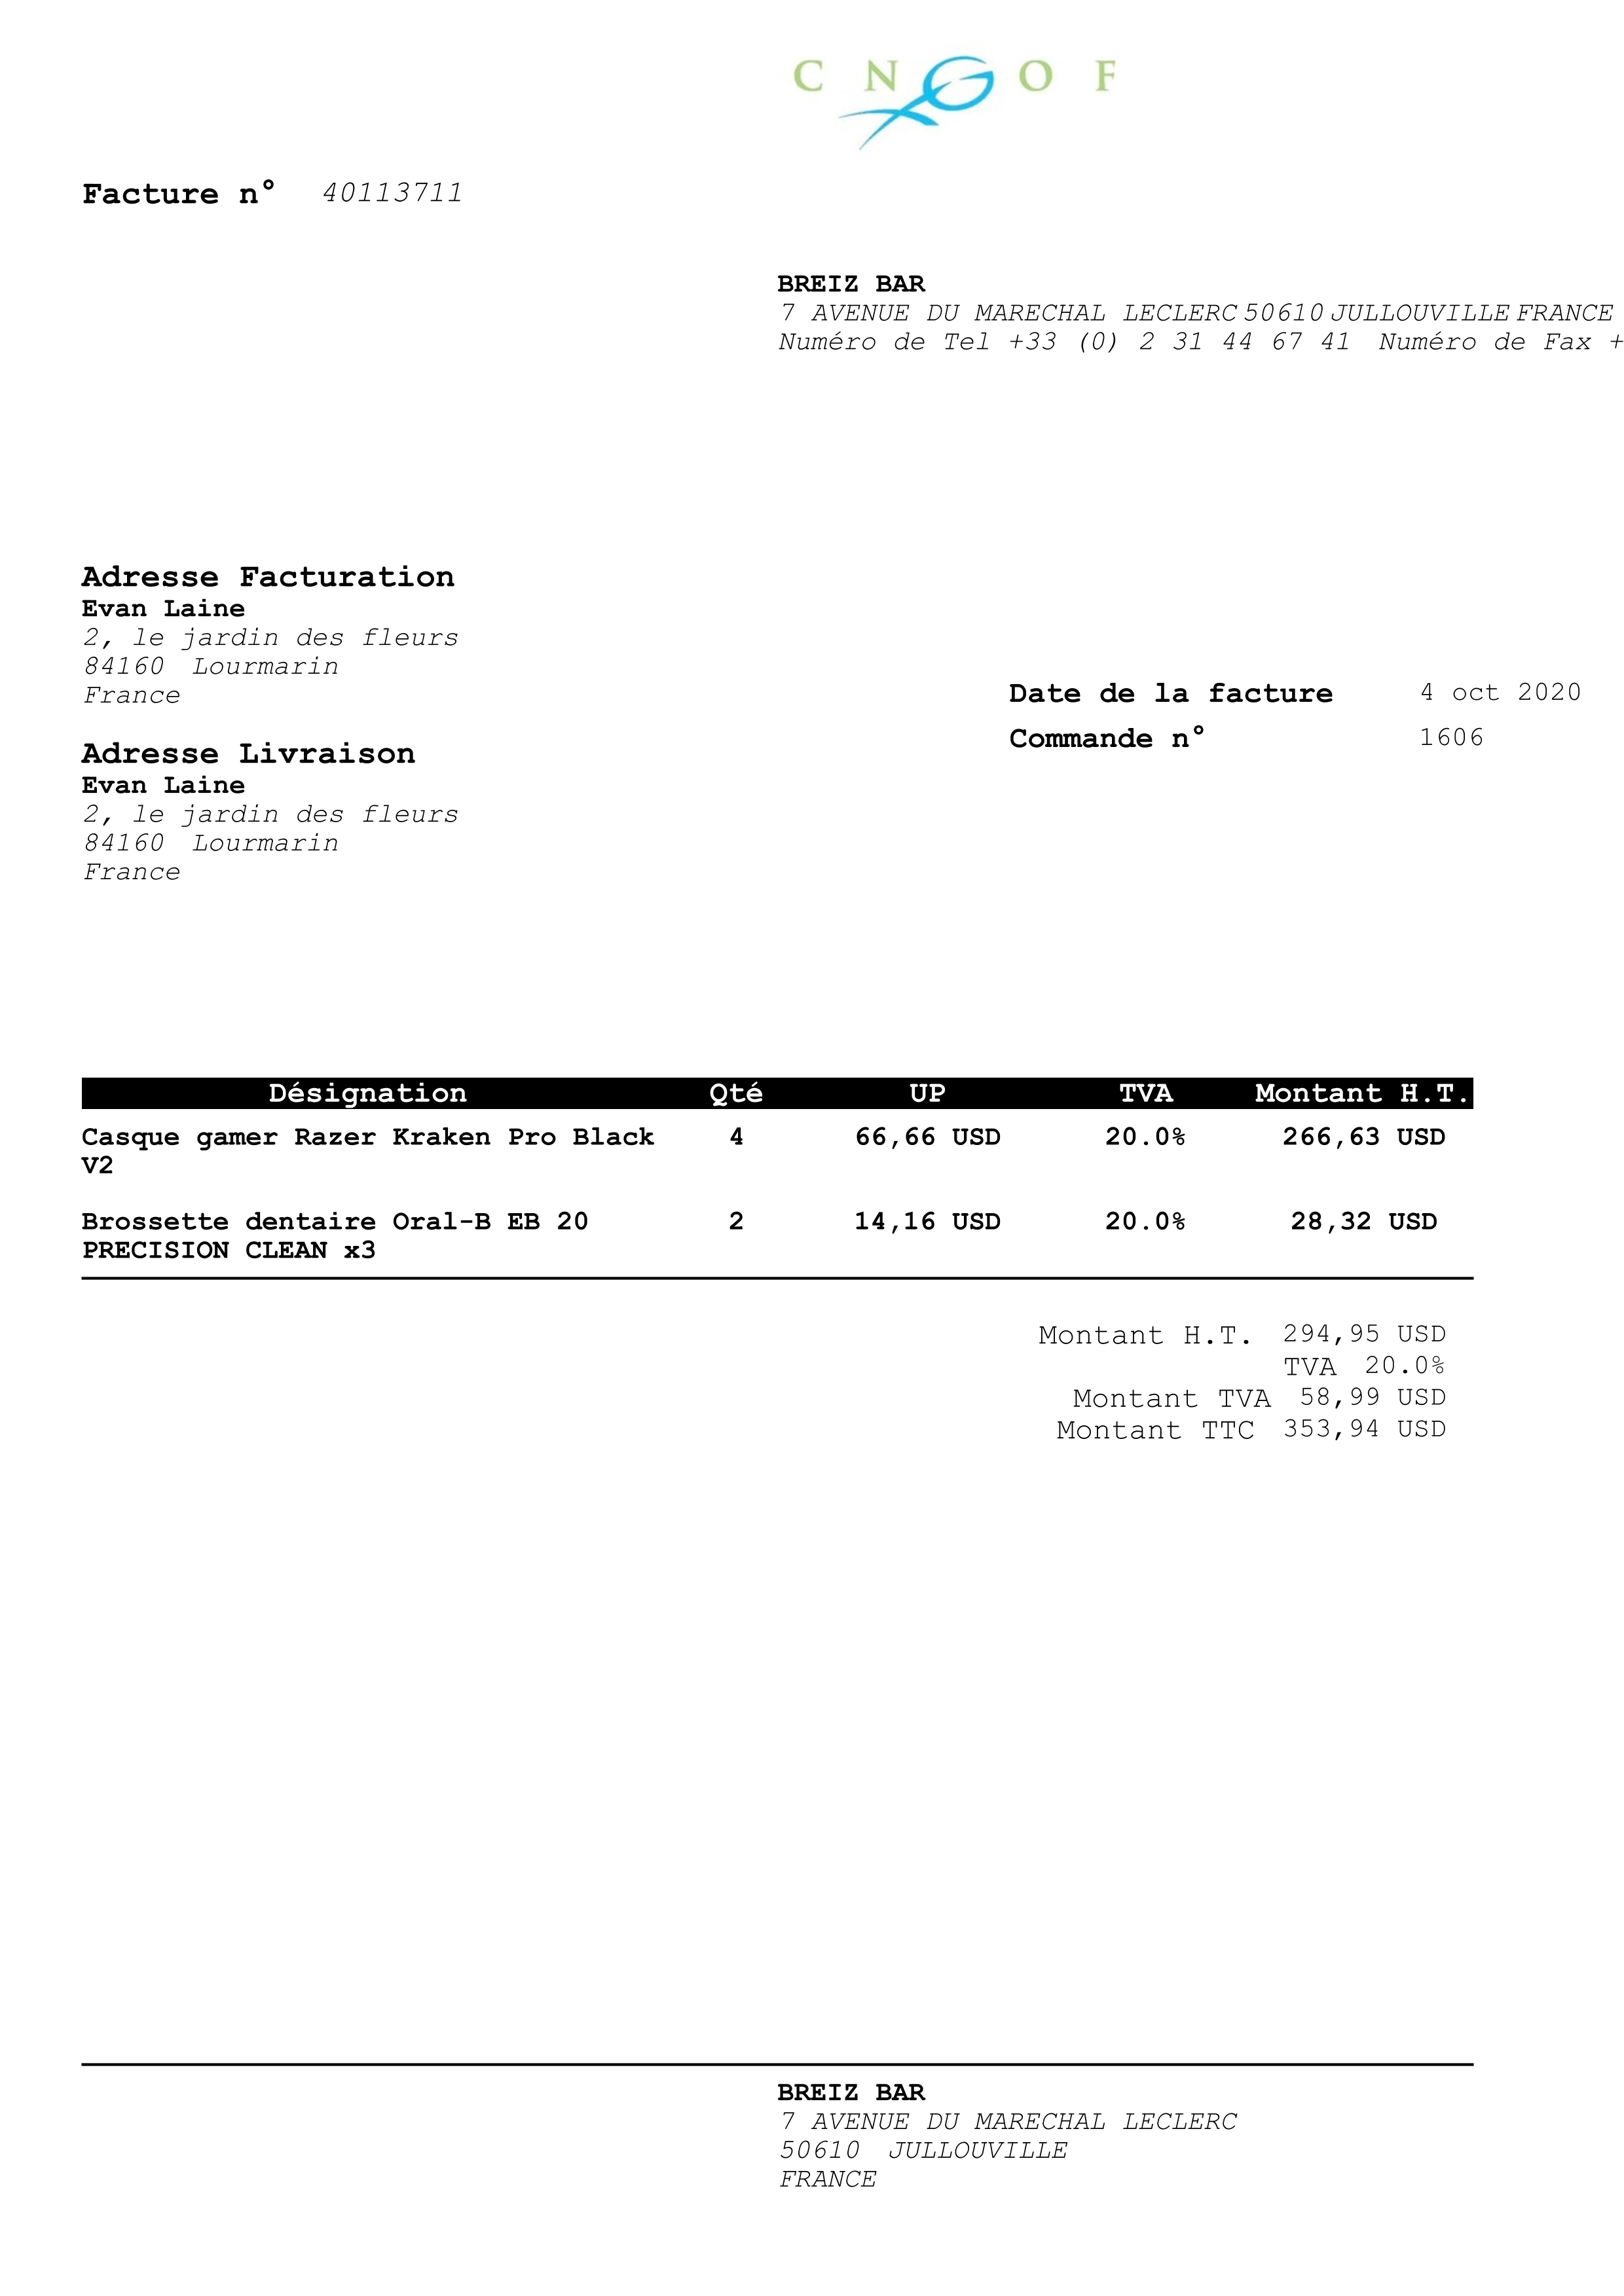 C N G O F
Facture n° 40113711
BREIZ BAR
7 AVENUE DU MARECHAL LECLERC 50610 JULLOUVILLE FRANCE
Numéro de Tel +33 (0) 2 31 44 67 41 Numéro de Fax +
Adresse Facturation
Evan Laine
2, le jardin des fleurs
84160 Lourmarin
France
Date de la facture 4 oct 2020
Commande n° 1606
Adresse Livraison
Evan Laine
2, le jardin des fleurs
84160 Lourmarin
France
Désignation Qté UP TVA Montant H.T.
Casque gamer Razer Kraken Pro Black 4 66,66 USD 20.0% 266,63 USD
V2
Brossette dentaire Oral-B EB 20 2 14,16 USD 20.0% 28,32 USD
PRECISION CLEAN x3
Montant H.T. 294,95 USD
TVA 20.0%
Montant TVA 58,99 USD
Montant TTC 353,94 USD
BREIZ BAR
7 AVENUE DU MARECHAL LECLERC
50610 JULLOUVILLE
FRANCE